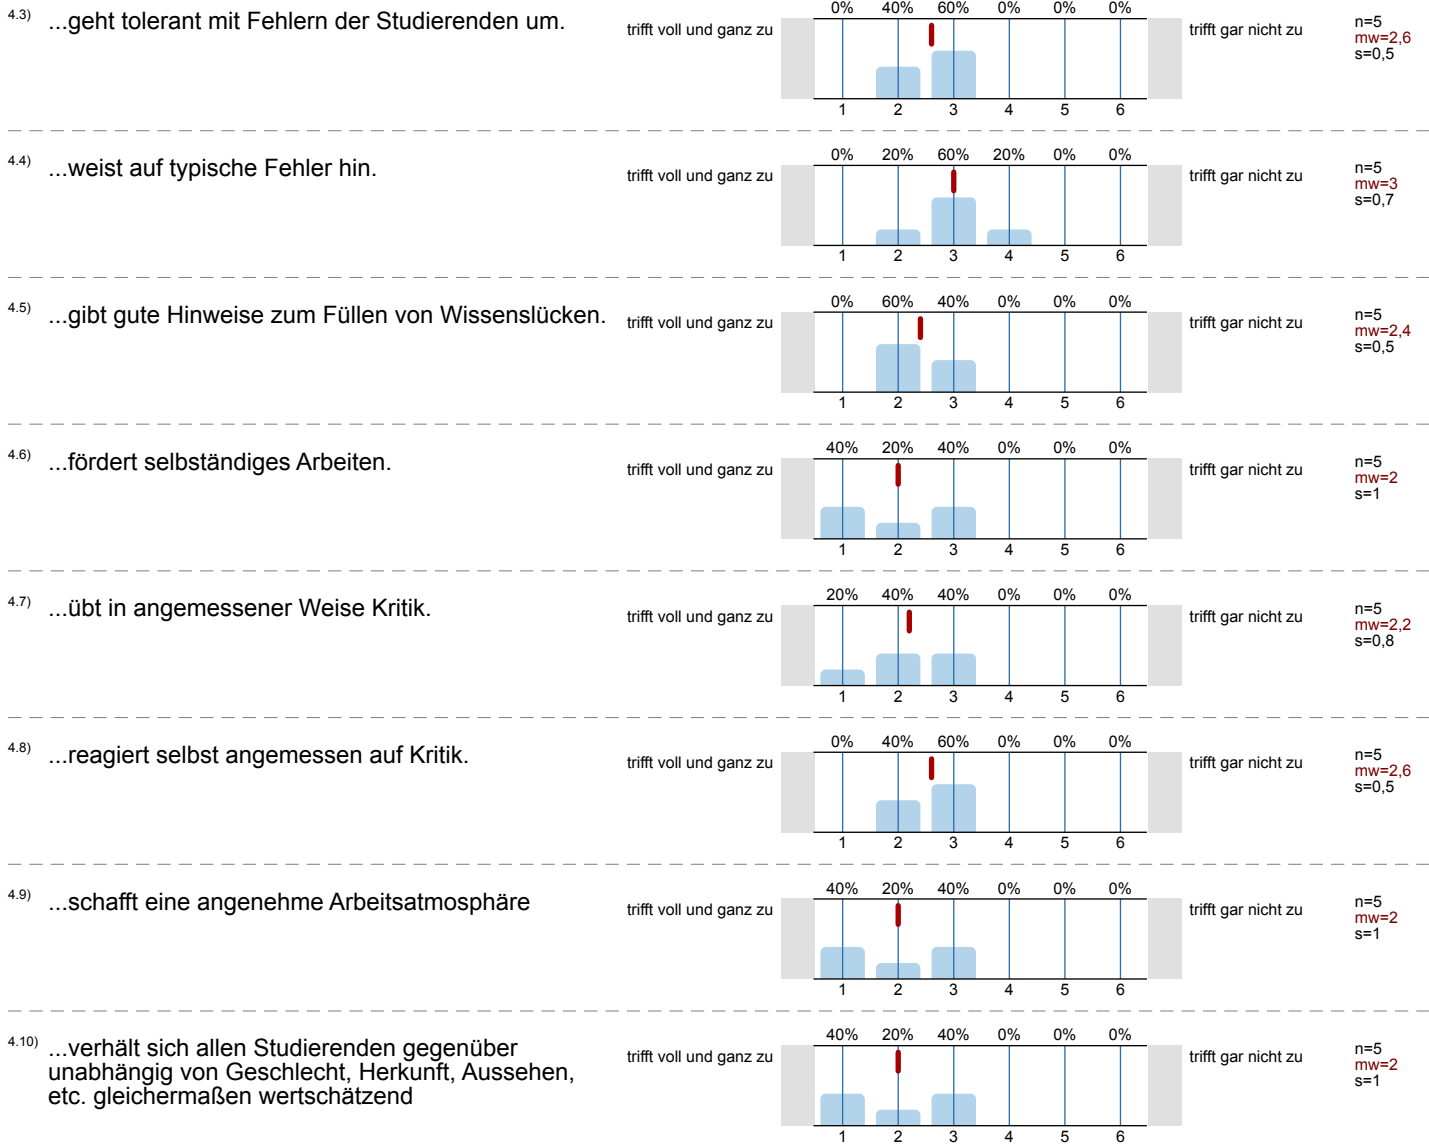 4.3) ...geht tolerant mit Fehlern der Studierenden um.
trifft voll und ganz zu
0% 40% 60% 0% 0% 0%
1 2 3 4 5 6
trifft gar nicht zu
n=5
mw=2,6
s=0,5
4.4) ...weist auf typische Fehler hin.
trifft voll und ganz zu
0% 20% 60% 20% 0% 0%
1 2 3 4 5 6
trifft gar nicht zu
n=5
mw=3
s=0,7
4.5) ...gibt gute Hinweise zum Füllen von Wissenslücken.
trifft voll und ganz zu
0% 60% 40% 0% 0% 0%
1 2 3 4 5 6
trifft gar nicht zu
n=5
mw=2,4
s=0,5
4.6) ...fördert selbständiges Arbeiten.
trifft voll und ganz zu
40% 20% 40% 0% 0% 0%
1 2 3 4 5 6
trifft gar nicht zu
n=5
mw=2
s=1
4.7) ...übt in angemessener Weise Kritik.
trifft voll und ganz zu
20% 40% 40% 0% 0% 0%
1 2 3 4 5 6
trifft gar nicht zu
n=5
mw=2,2
s=0,8
4.8) ...reagiert selbst angemessen auf Kritik.
trifft voll und ganz zu
0% 40% 60% 0% 0% 0%
1 2 3 4 5 6
trifft gar nicht zu
n=5
mw=2,6
s=0,5
4.9) ...schafft eine angenehme Arbeitsatmosphäre
trifft voll und ganz zu
40% 20% 40% 0% 0% 0%
1 2 3 4 5 6
trifft gar nicht zu
n=5
mw=2
s=1
4.10) ...verhält sich allen Studierenden gegenüber
unabhängig von Geschlecht, Herkunft, Aussehen,
etc. gleichermaßen wertschätzend
trifft voll und ganz zu
40% 20% 40% 0% 0% 0%
1 2 3 4 5 6
trifft gar nicht zu
n=5
mw=2
s=1